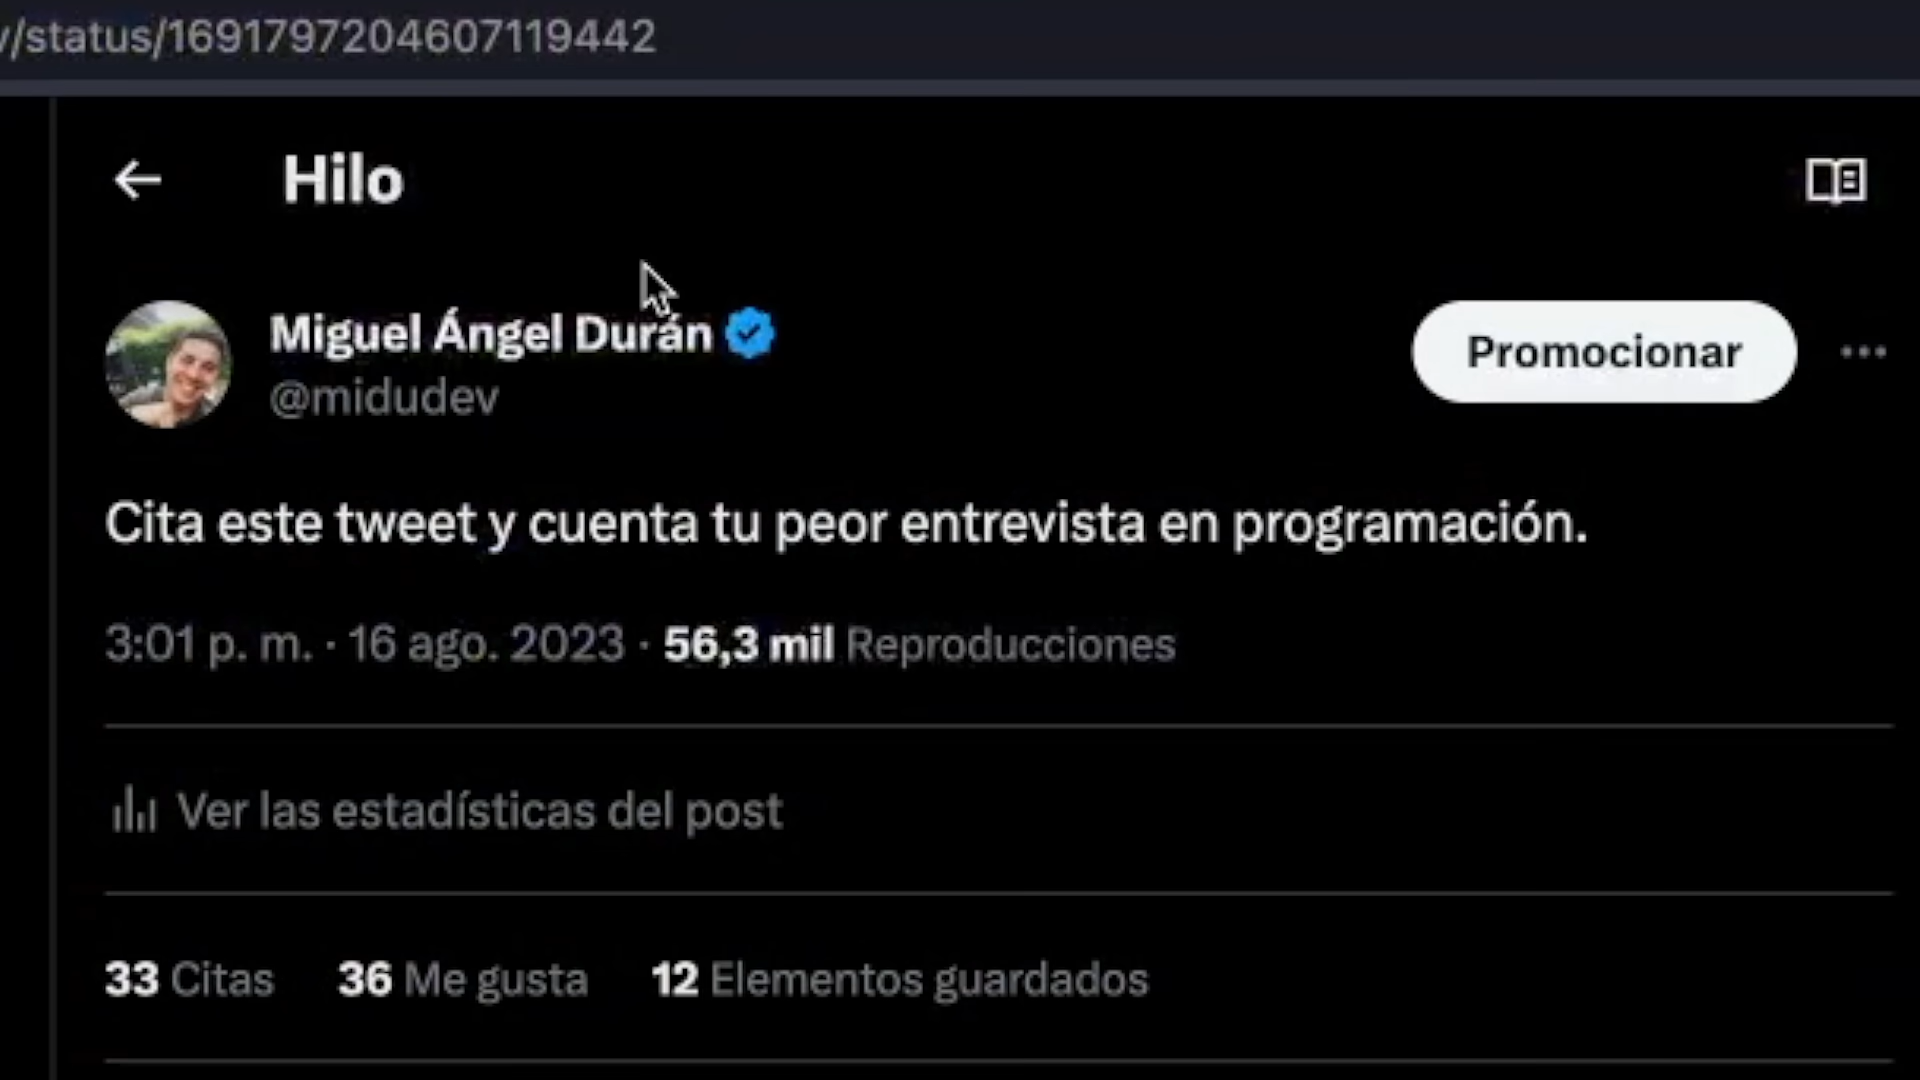 /status/1691797204607119442
Hilo
Miguel Ángel Durán
@midudev
Promocionar
Cita este tweet y cuenta tu peor entrevista en programación.
3:01 p. m. · 16 ago. 2023 · 56,3 mil Reproducciones
Ver las estadísticas del post
33 Citas 36 Me gusta 12 Elementos guardados